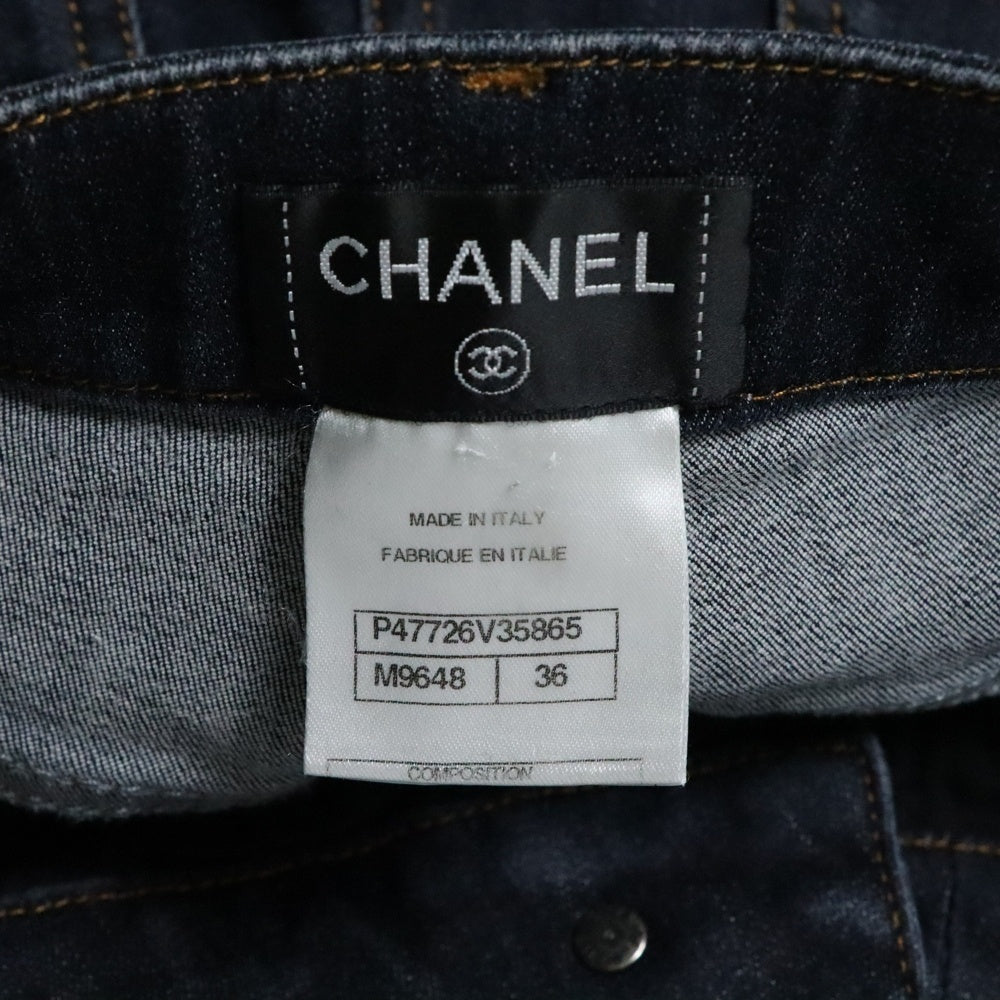 CHANEL
MADE IN ITALY
FABRIQUE EN ITALIE
P47726V35865
M9648 36
COMPOSITION